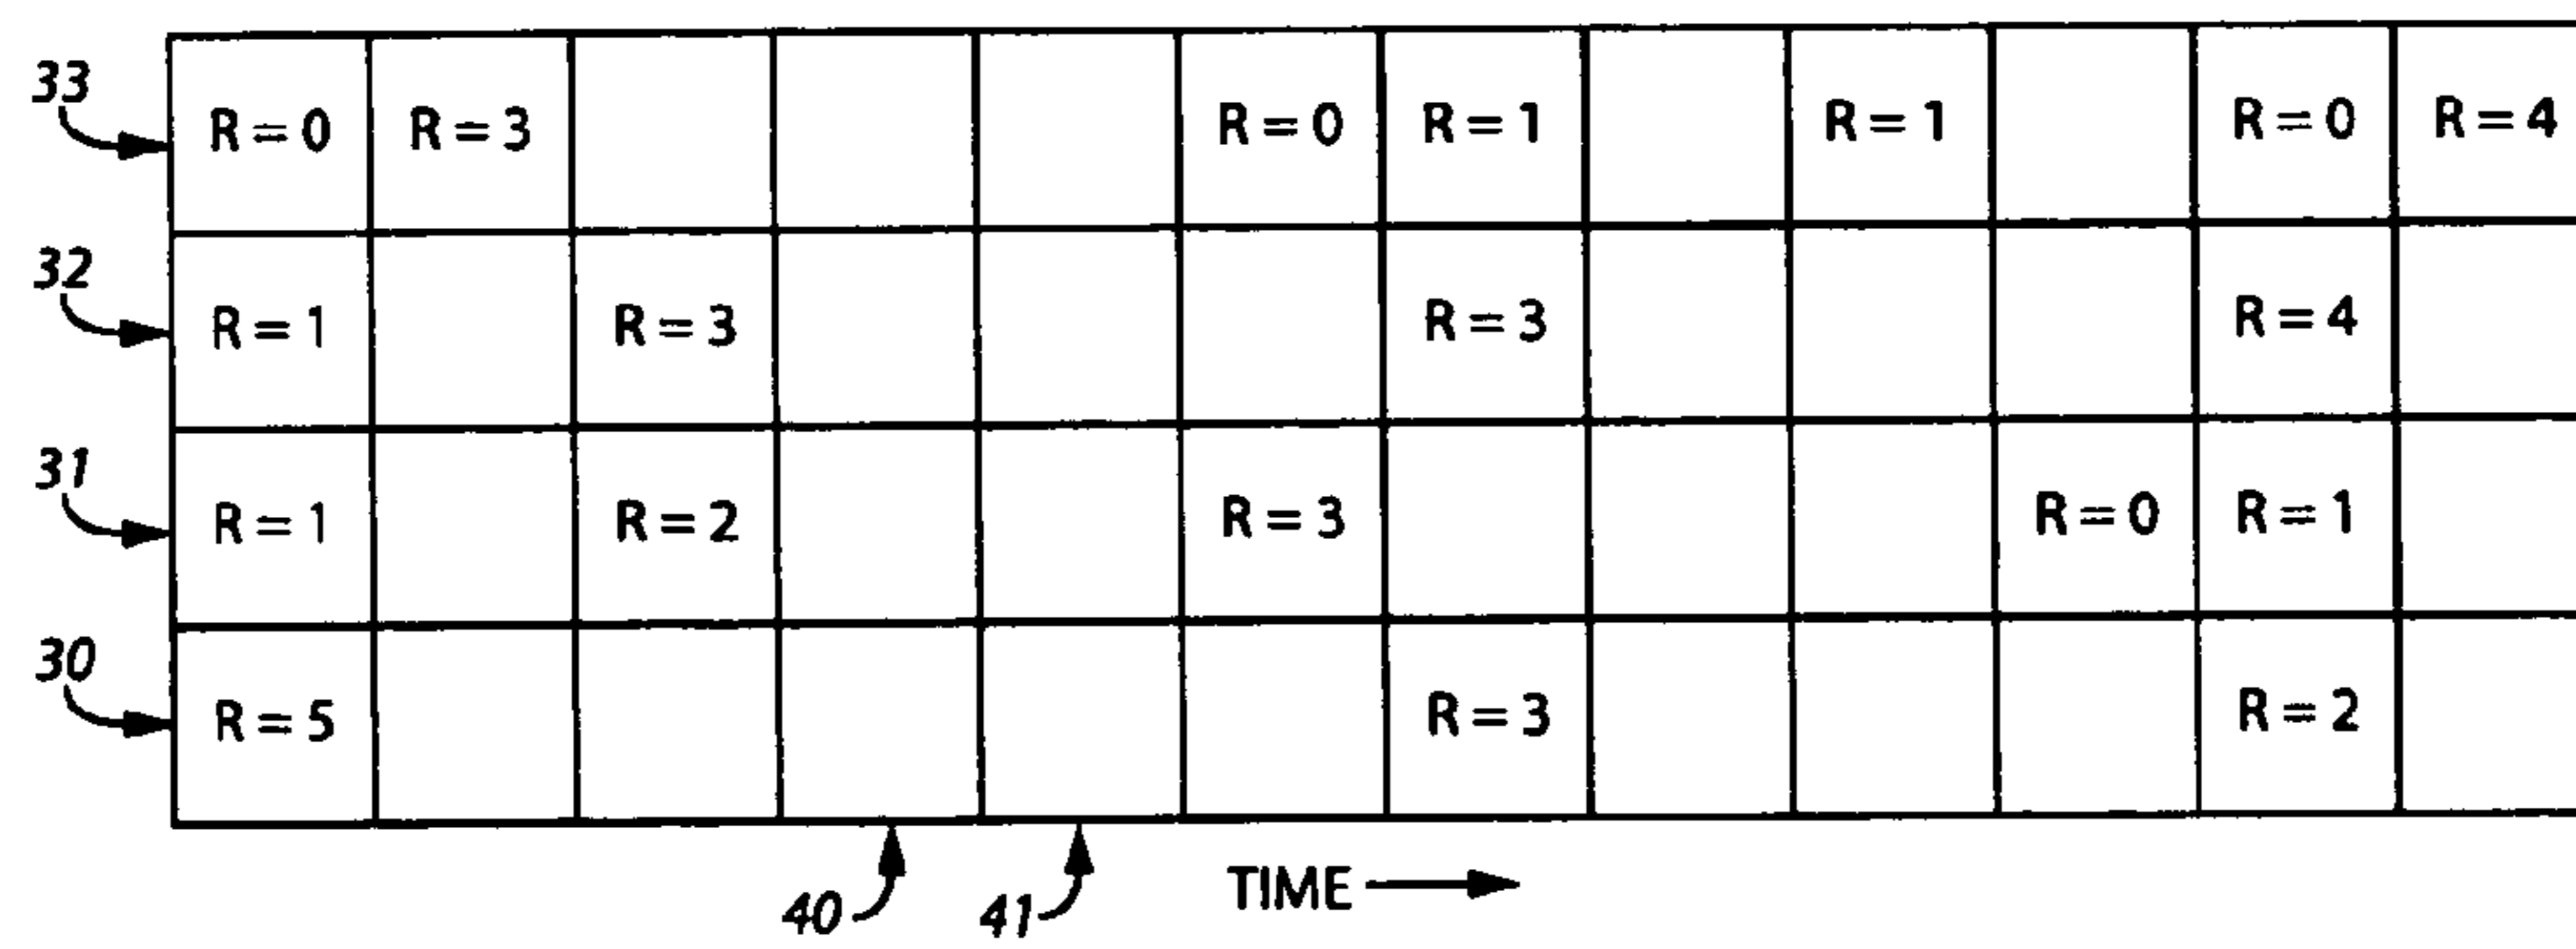 33 R = 0 R = 3 R = 0 R = 1 R = 1 R = 0 R = 4
32 R = 1 R = 3 R = 3 R = 4
31 R = 1 R = 2 R = 3 R = 0 R = 1
30 R = 5 R = 3 R = 2
40 41 TIME